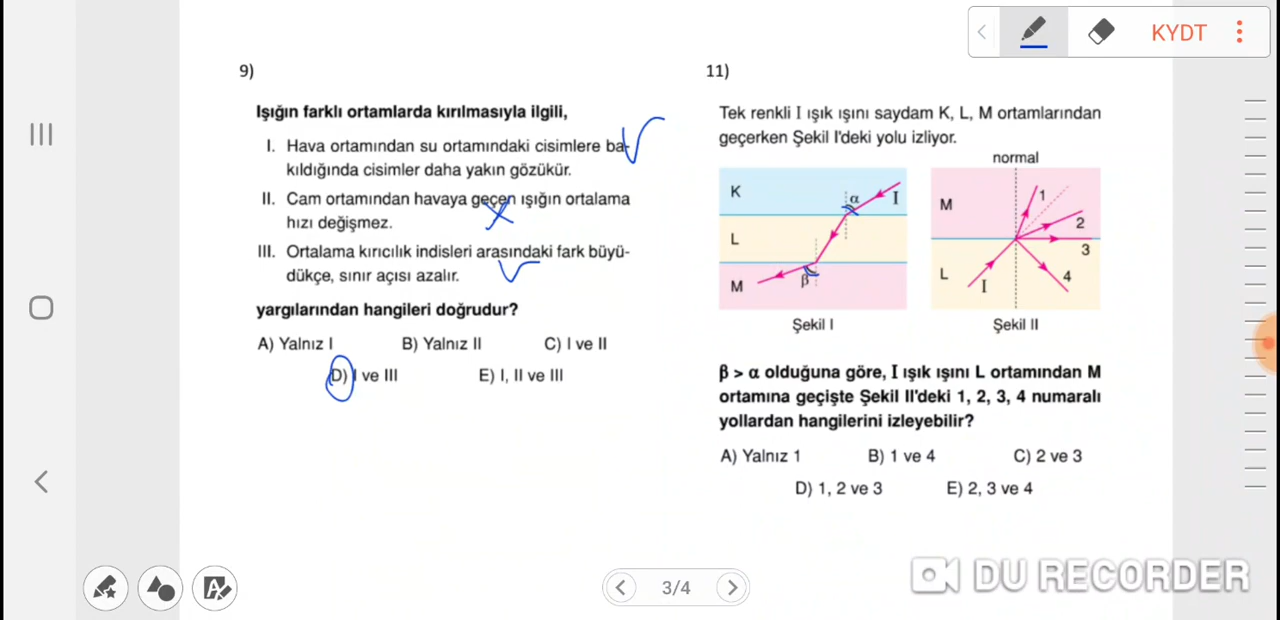 KYDT
9)
Işığın farklı ortamlarda kırılmasıyla ilgili,
I. Hava ortamından su ortamındaki cisimlere ba-
kıldığında cisimler daha yakın gözükür.
II. Cam ortamından havaya geçen ışığın ortalama
hızı değişmez.
III. Ortalama kırıcılık indisleri arasındaki fark büyü-
dükçe, sınır açısı azalır.
yargılarından hangileri doğrudur?
A) Yalnız I B) Yalnız II C) I ve II
D) I ve III E) I, II ve III
11)
Tek renkli I ışık ışını saydam K, L, M ortamlarından
geçerken Şekil I'deki yolu izliyor.
normal
K α I
L
M β
Şekil I
M 1
2
3
L I 4
Şekil II
β > α olduğuna göre, I ışık ışını L ortamından M
ortamına geçişte Şekil II'deki 1, 2, 3, 4 numaralı
yollardan hangilerini izleyebilir?
A) Yalnız 1 B) 1 ve 4 C) 2 ve 3
D) 1, 2 ve 3 E) 2, 3 ve 4
3/4
DU RECORDER